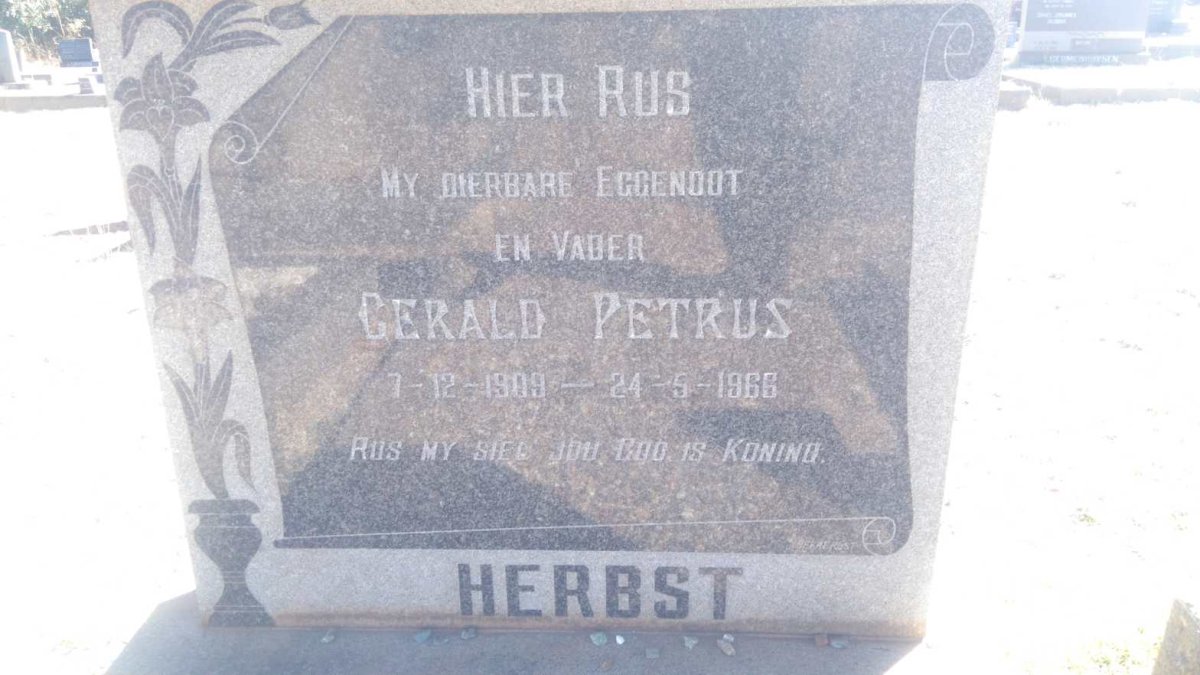 HIER RUS
MY DIERBARE EGGENOOT
EN VADER
GERALD PETRUS
7-12-1909 — 24-5-1966
RUS MY SIEL JOU GOD IS KONING.
HERBST